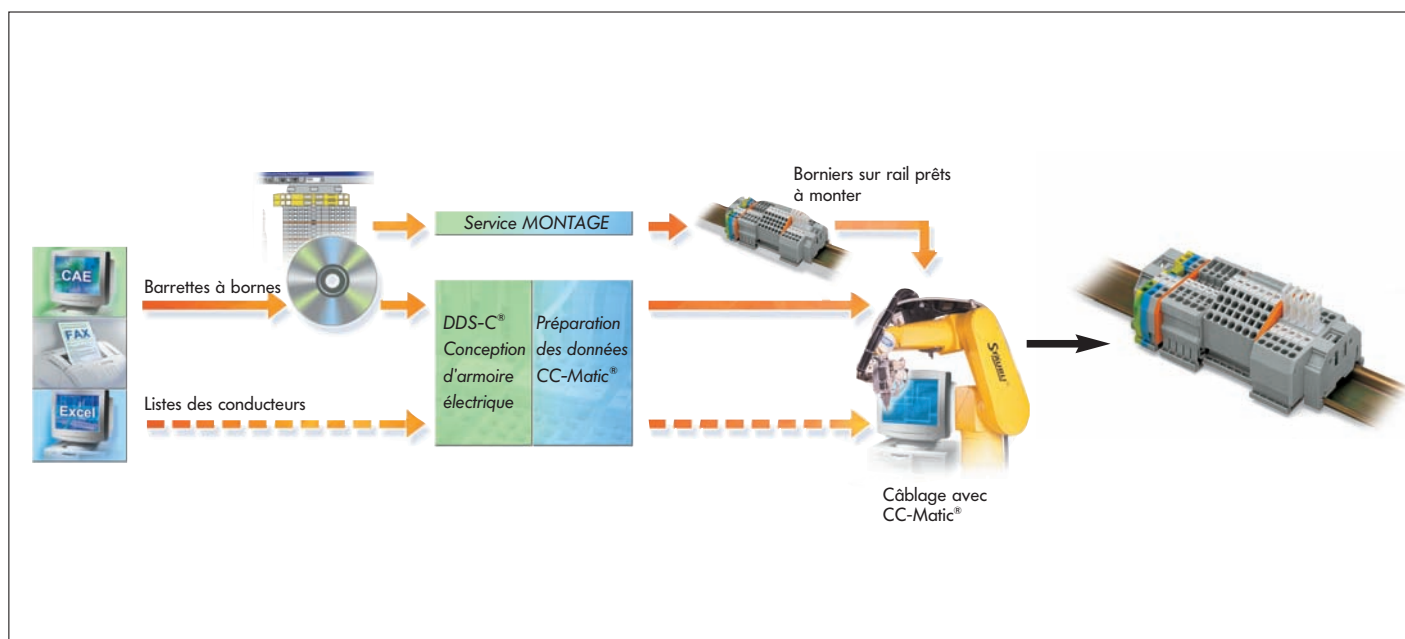 Borniers sur rail prêts
à monter
Service MONTAGE
CAE
Barrettes à bornes
FAX
DDS-C®
Conception
d'armoire
électrique
Préparation
des données
CC-Matic®
Excel
Listes des conducteurs
Câblage avec
CC-Matic®